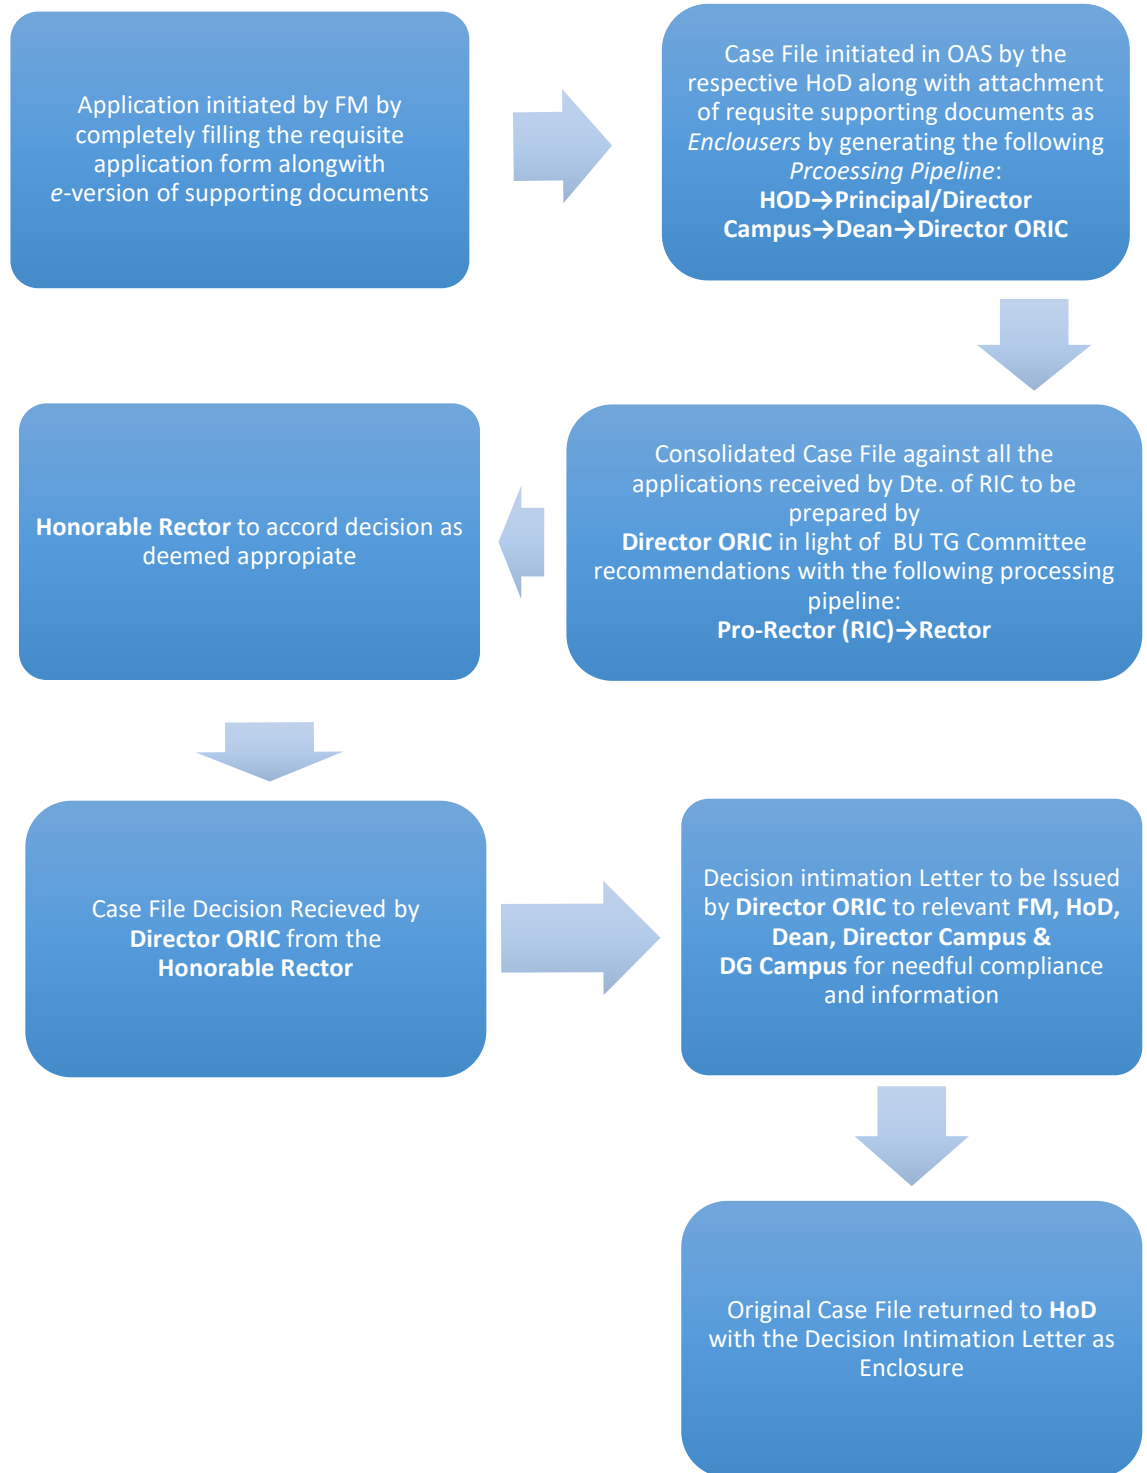 Application initiated by FM by
completely filling the requisite
application form alongwith
e-version of supporting documents
Case File initiated in OAS by the
respective HoD along with attachment
of requsite supporting documents as
Enclousers by generating the following
Prcoessing Pipeline:
HOD→Principal/Director
Campus→Dean→Director ORIC
Consolidated Case File against all the
applications received by Dte. of RIC to be
prepared by
Director ORIC in light of BU TG Committee
recommendations with the following processing
pipeline:
Pro-Rector (RIC)→Rector
Honorable Rector to accord decision as
deemed appropiate
Case File Decision Recieved by
Director ORIC from the
Honorable Rector
Decision intimation Letter to be Issued
by Director ORIC to relevant FM, HoD,
Dean, Director Campus &
DG Campus for needful compliance
and information
Original Case File returned to HoD
with the Decision Intimation Letter as
Enclosure